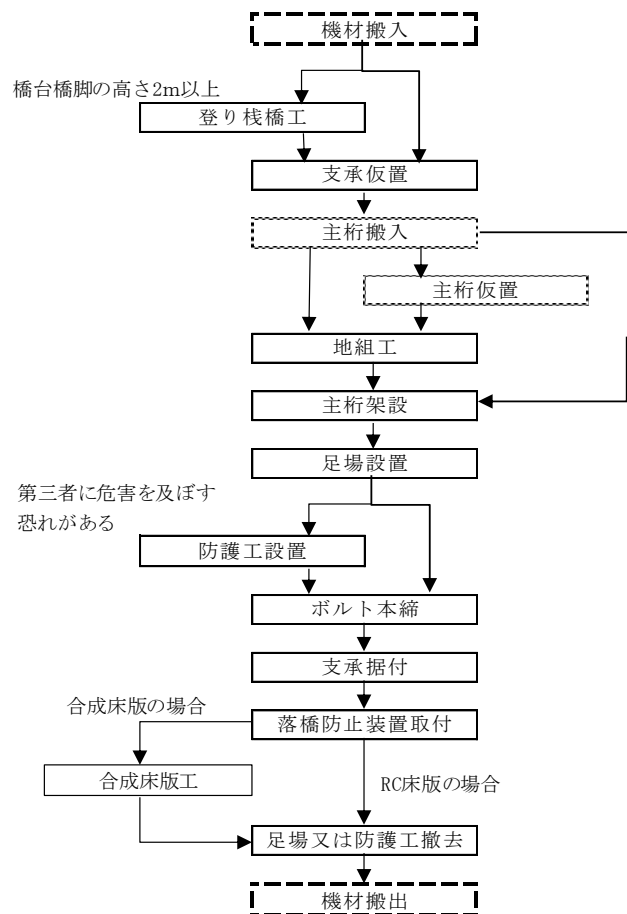 機材搬入
橋台橋脚の高さ2m以上
登り桟橋工
支承仮置
主桁搬入
主桁仮置
地組工
主桁架設
足場設置
第三者に危害を及ぼす
恐れがある
防護工設置
ボルト本締
支承据付
合成床版の場合
落橋防止装置取付
合成床版工
RC床版の場合
足場又は防護工撤去
機材搬出